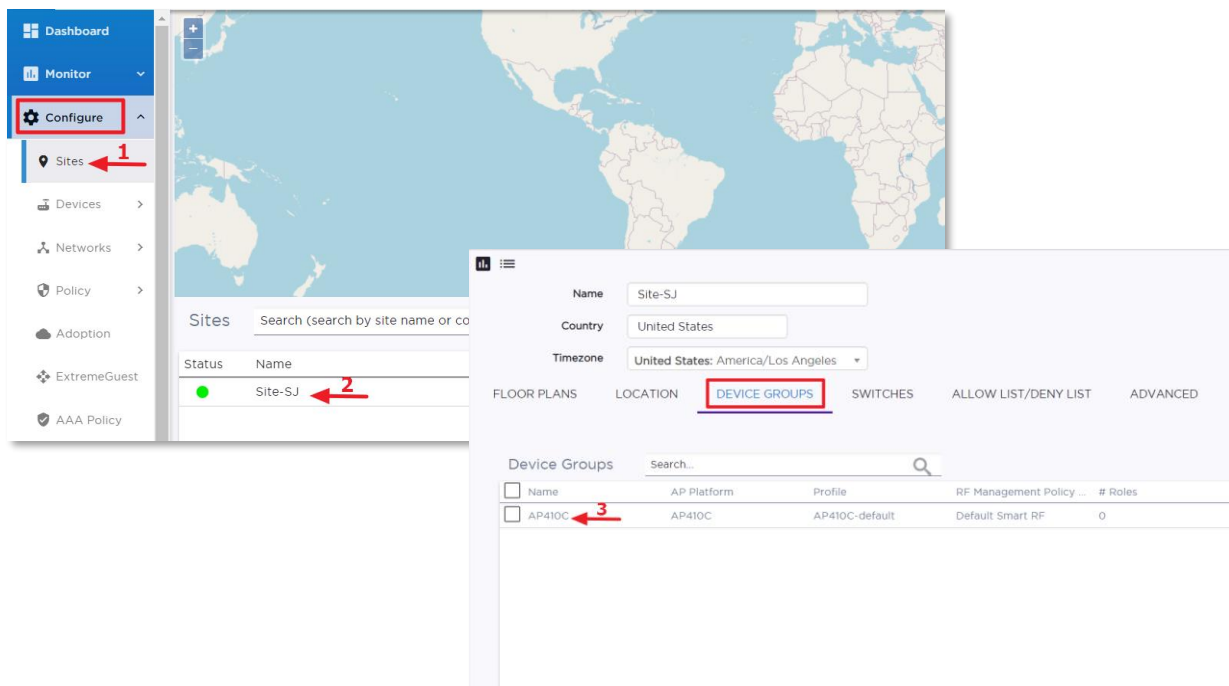 Dashboard
Monitor
Configure
1
Sites
Devices
Networks
Policy
Adoption
ExtremeGuest
AAA Policy
+
-
Sites Search (search by site name or co
Status Name
Site-SJ 2
Name Site-SJ
Country United States
Timezone United States: America/Los Angeles
FLOOR PLANS LOCATION DEVICE GROUPS SWITCHES ALLOW LIST/DENY LIST ADVANCED
Device Groups Search...
Name AP Platform Profile RF Management Policy ... # Roles
AP410C 3 AP410C AP410C-default Default Smart RF 0